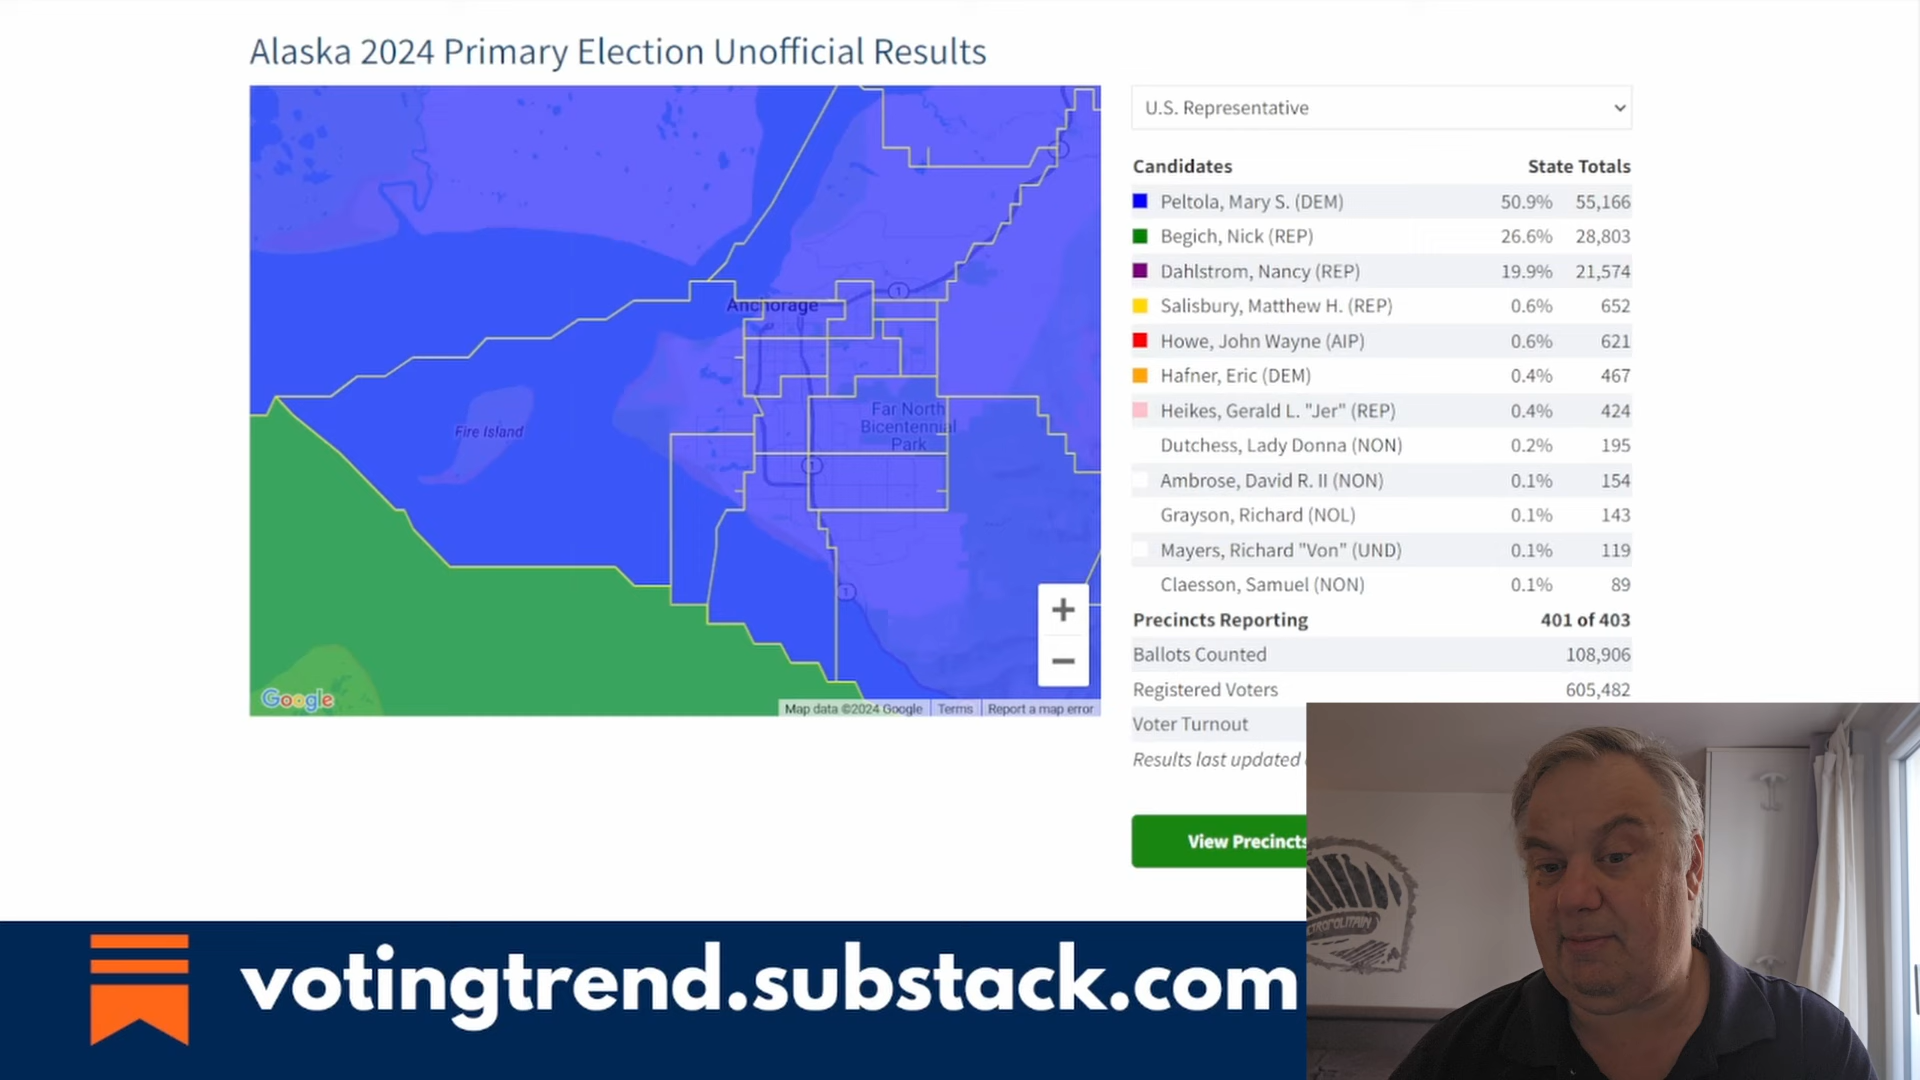 Alaska 2024 Primary Election Unofficial Results
U.S. Representative
Candidates State Totals
Peltola, Mary S. (DEM) 50.9% 55,166
Begich, Nick (REP) 26.6% 28,803
Dahlstrom, Nancy (REP) 19.9% 21,574
Salisbury, Matthew H. (REP) 0.6% 652
Howe, John Wayne (AIP) 0.6% 621
Hafner, Eric (DEM) 0.4% 467
Heikes, Gerald L. "Jer" (REP) 0.4% 424
Dutchess, Lady Donna (NON) 0.2% 195
Ambrose, David R. II (NON) 0.1% 154
Grayson, Richard (NOL) 0.1% 143
Mayers, Richard "Von" (UND) 0.1% 119
Claesson, Samuel (NON) 0.1% 89
Precincts Reporting 401 of 403
Ballots Counted 108,906
Registered Voters 605,482
Voter Turnout
Results last updated
View Precincts
Anchorage
1
Far North
Bicentennial
Park
Fire Island
1
1
+
−
Google
Map data ©2024 Google Terms Report a map error
votingtrend.substack.com